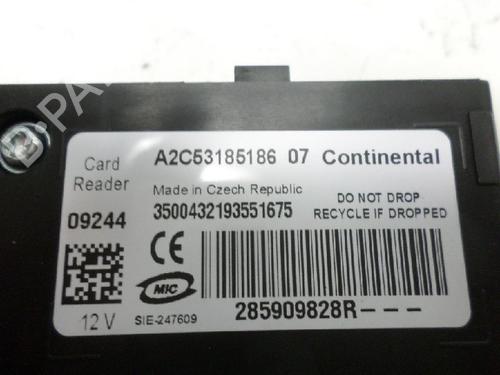 Card
Reader
09244
12 V
A2C53185186 07 Continental
Made in Czech Republic
3500432193551675
DO NOT DROP
RECYCLE IF DROPPED
CE
MIC
SIE-247609
285909828R---
B-PARTS